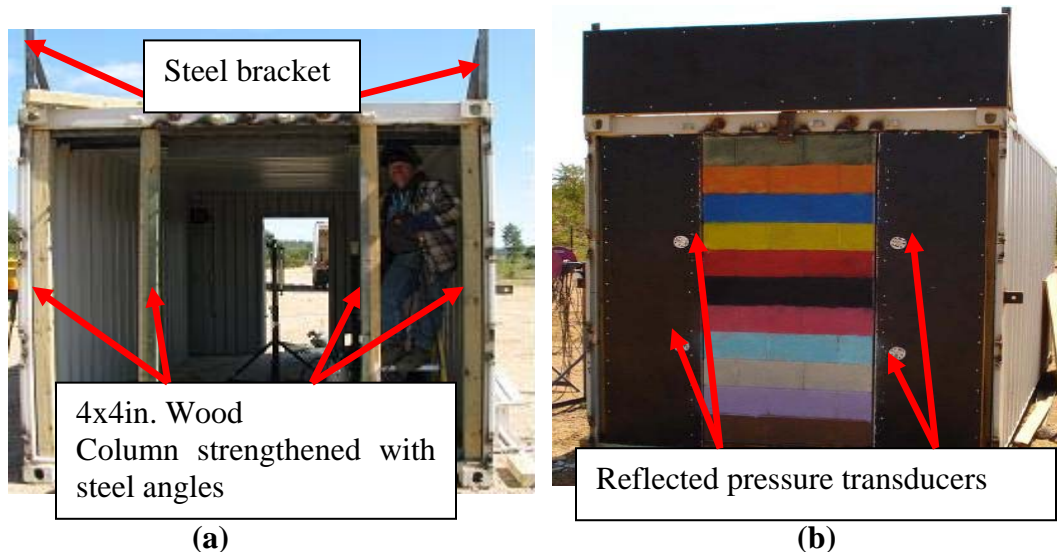 Steel bracket
4x4in. Wood
Column strengthened with
steel angles
Reflected pressure transducers
(a)
(b)